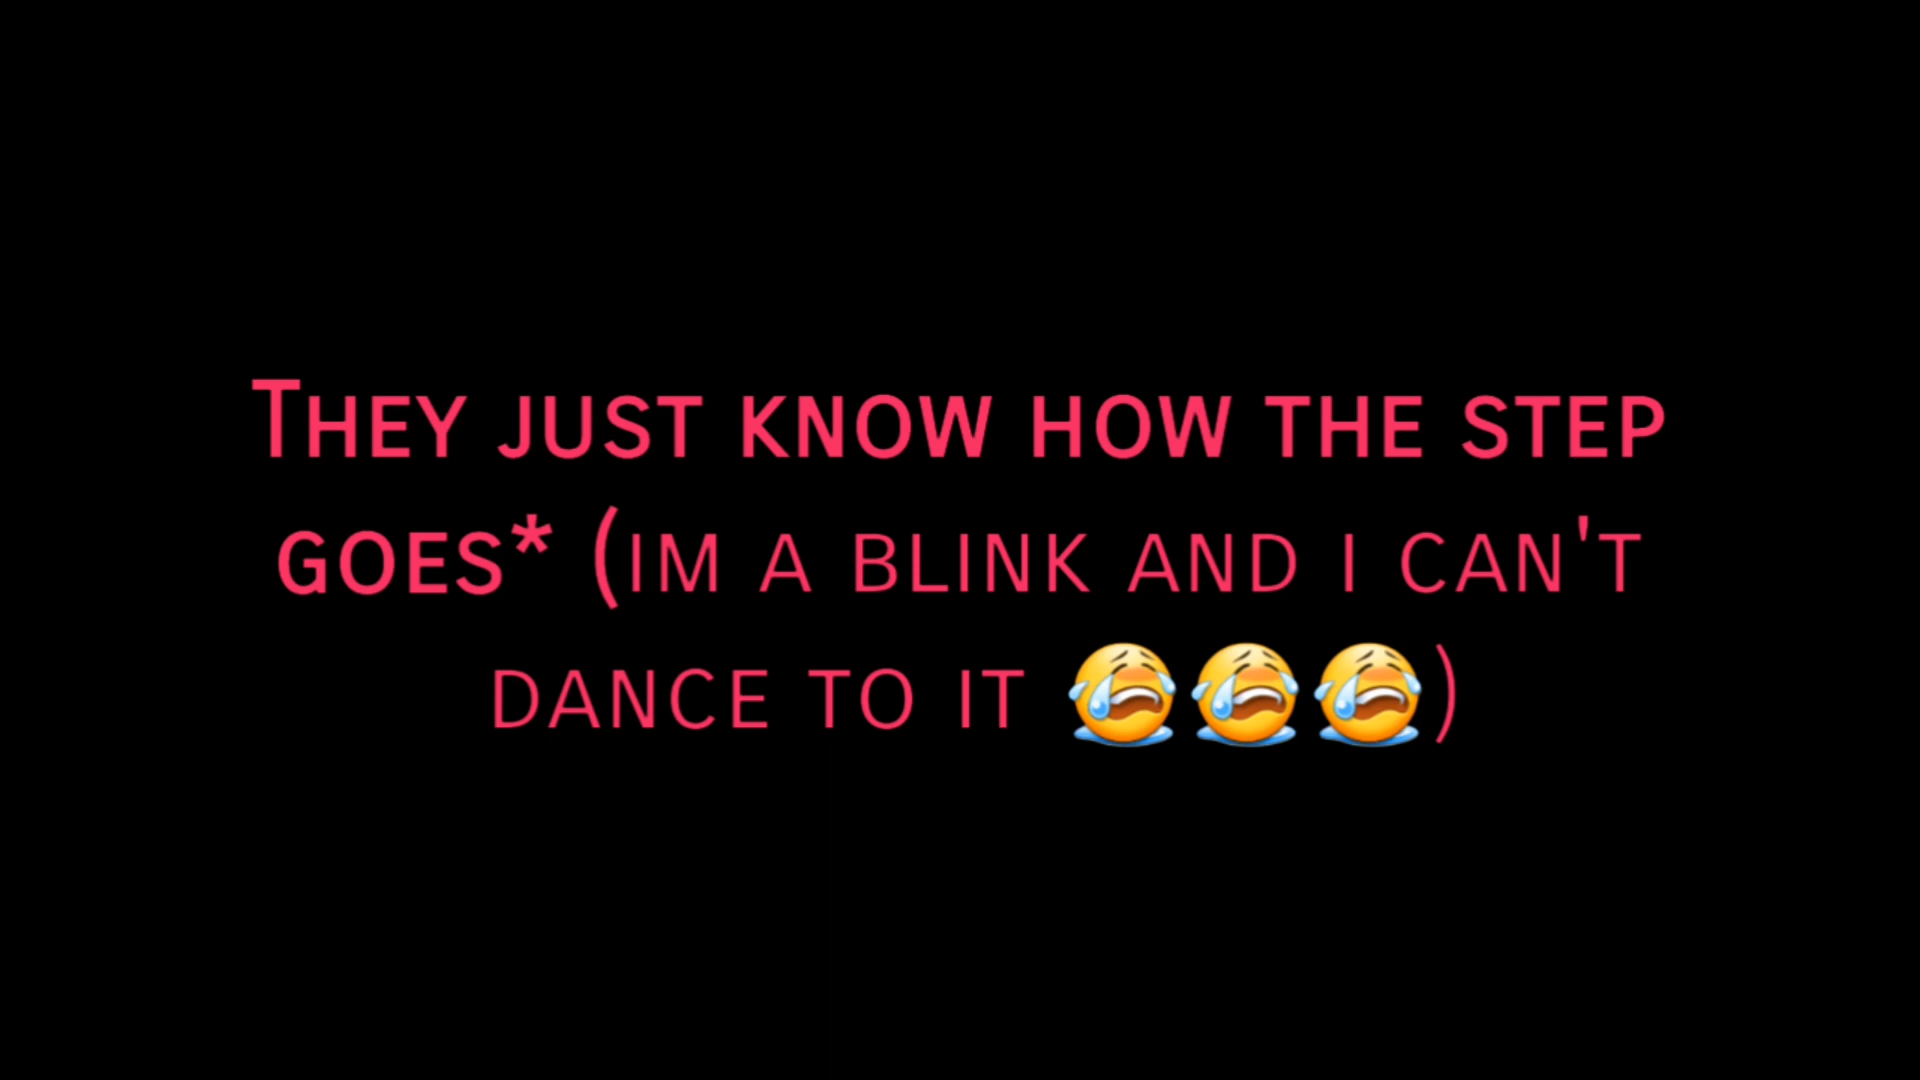 They just know how the step
goes* (im a blink and i can't
dance to it 😭😭😭)